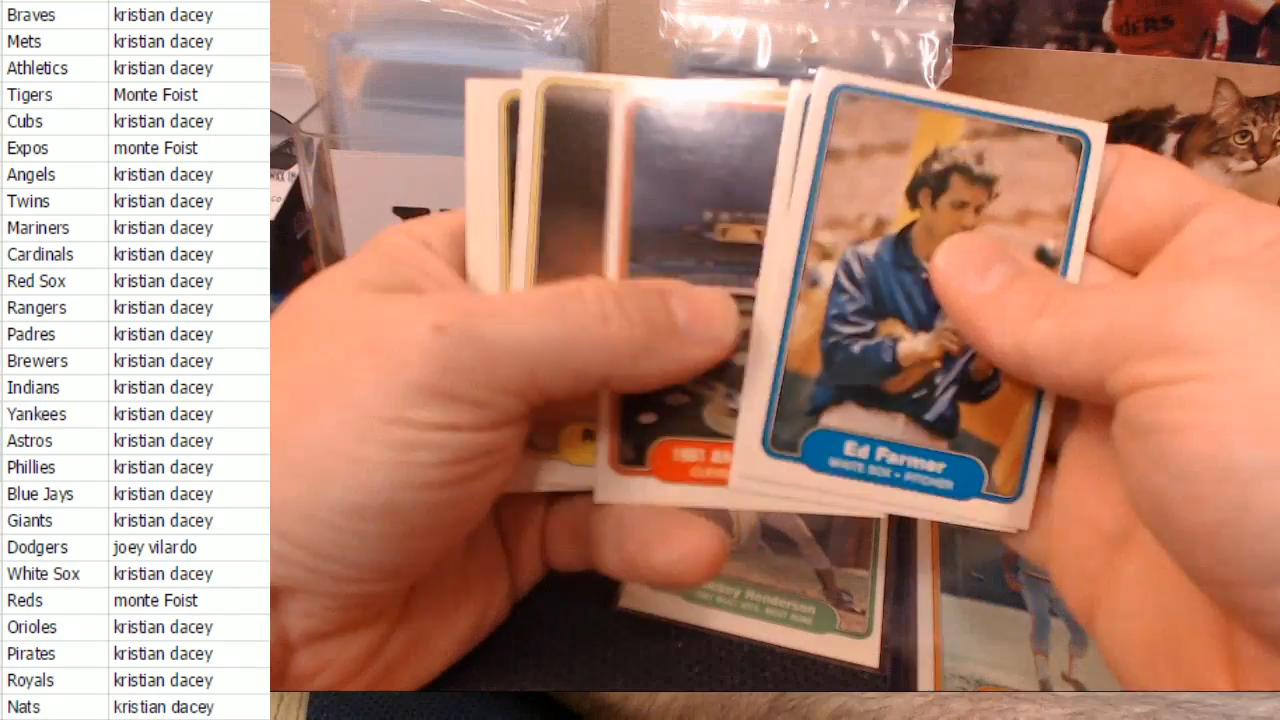 Braves kristian dacey
Mets kristian dacey
Athletics kristian dacey
Tigers Monte Foist
Cubs kristian dacey
Expos monte Foist
Angels kristian dacey
Twins kristian dacey
Mariners kristian dacey
Cardinals kristian dacey
Red Sox kristian dacey
Rangers kristian dacey
Padres kristian dacey
Brewers kristian dacey
Indians kristian dacey
Yankees kristian dacey
Astros kristian dacey
Phillies kristian dacey
Blue Jays kristian dacey
Giants kristian dacey
Dodgers joey vilardo
White Sox kristian dacey
Reds monte Foist
Orioles kristian dacey
Pirates kristian dacey
Royals kristian dacey
Nats kristian dacey
Ed Farmer
WHITE SOX • PITCHER
1981
Henderson